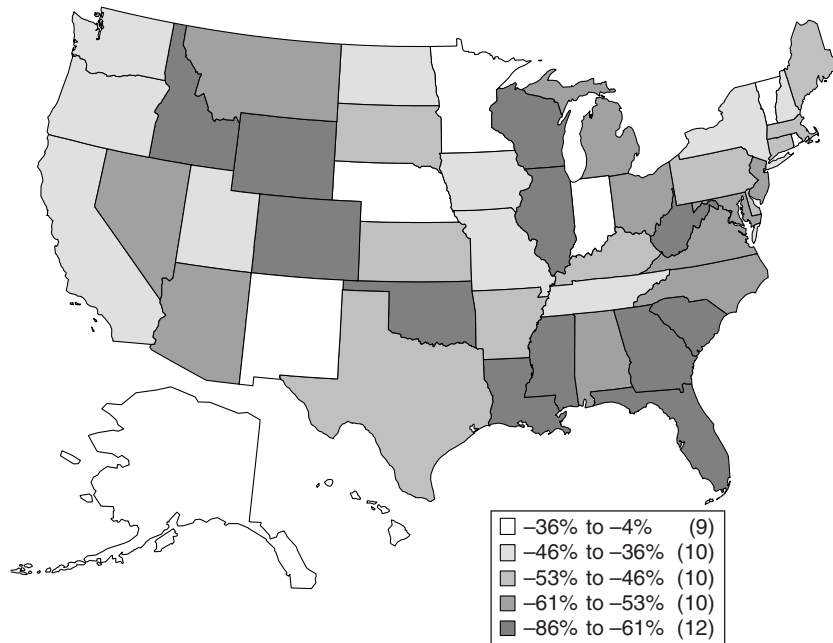 –36% to –4% (9)
–46% to –36% (10)
–53% to –46% (10)
–61% to –53% (10)
–86% to –61% (12)